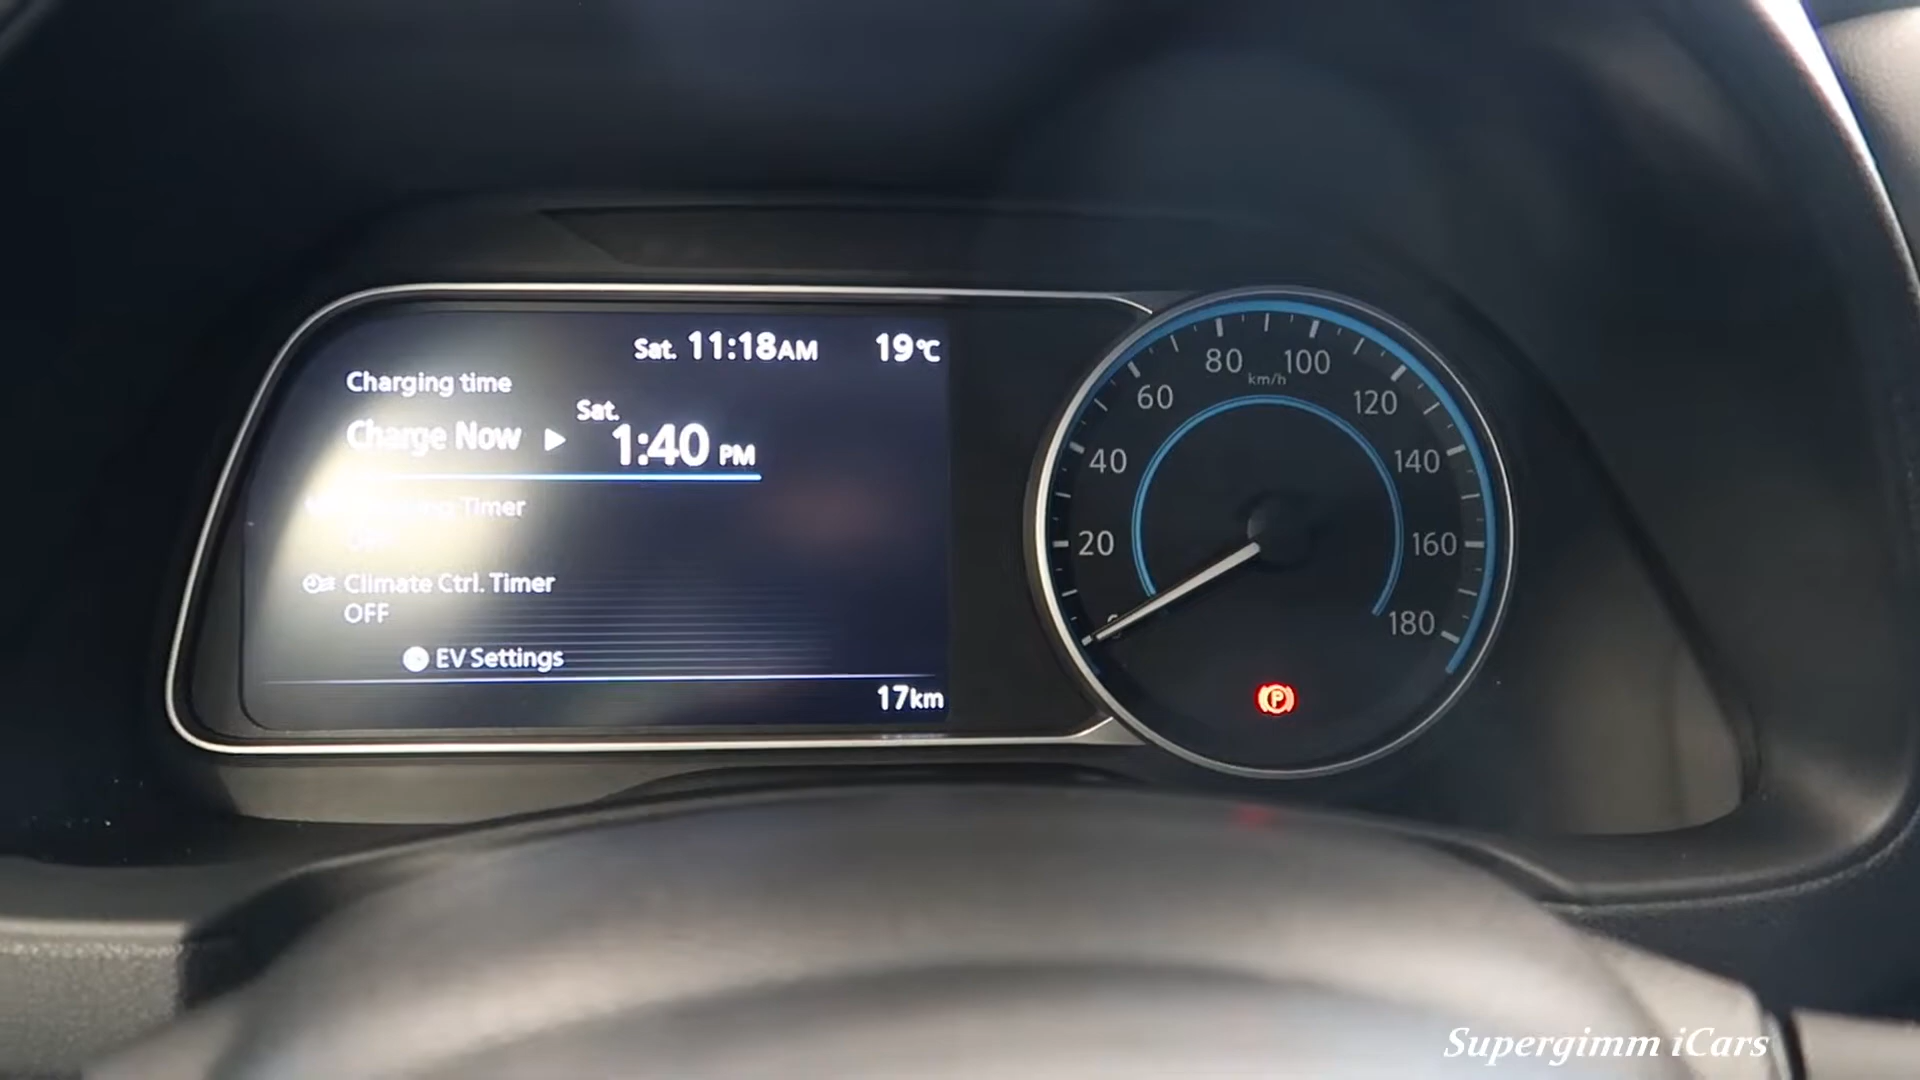 Sat. 11:18AM 19℃
Charging time
Charge Now ▶ Sat. 1:40 PM
Timer
Climate Ctrl. Timer
OFF
EV Settings
17km
80 100
km/h
60 120
40 140
20 160
180
P
Supergimm iCars